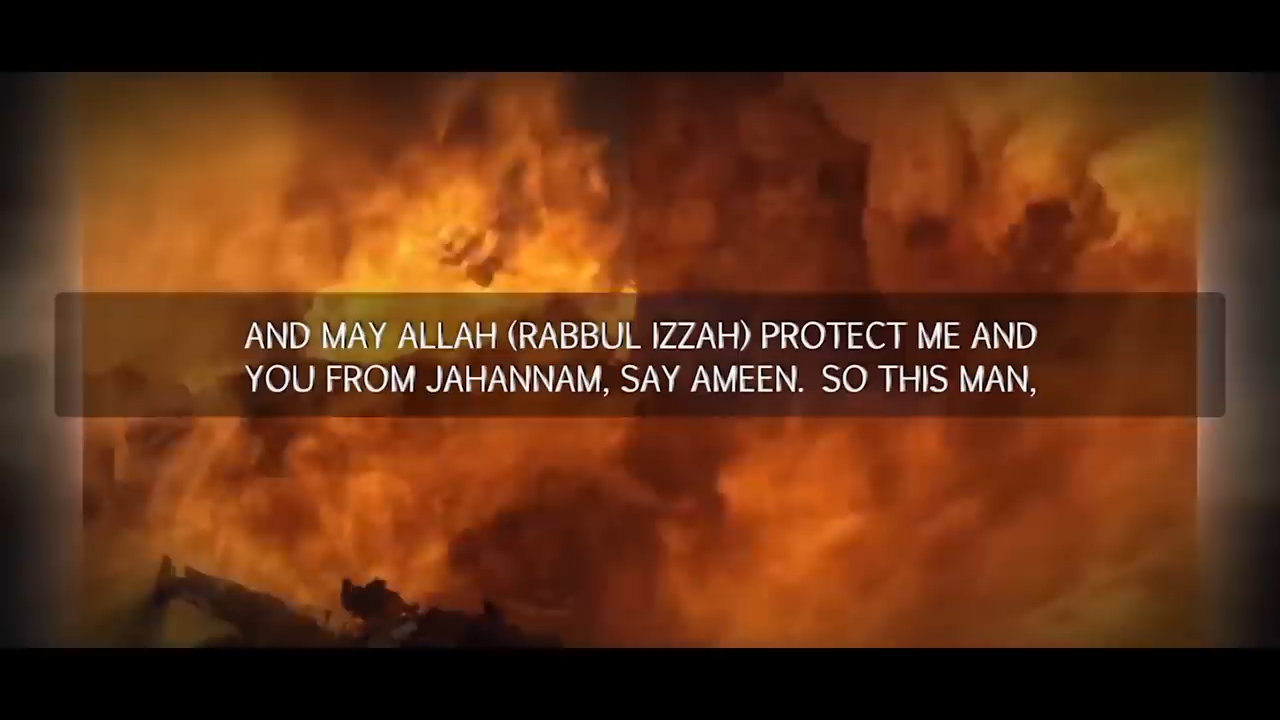 AND MAY ALLAH (RABBUL IZZAH) PROTECT ME AND
YOU FROM JAHANNAM, SAY AMEEN.  SO THIS MAN,